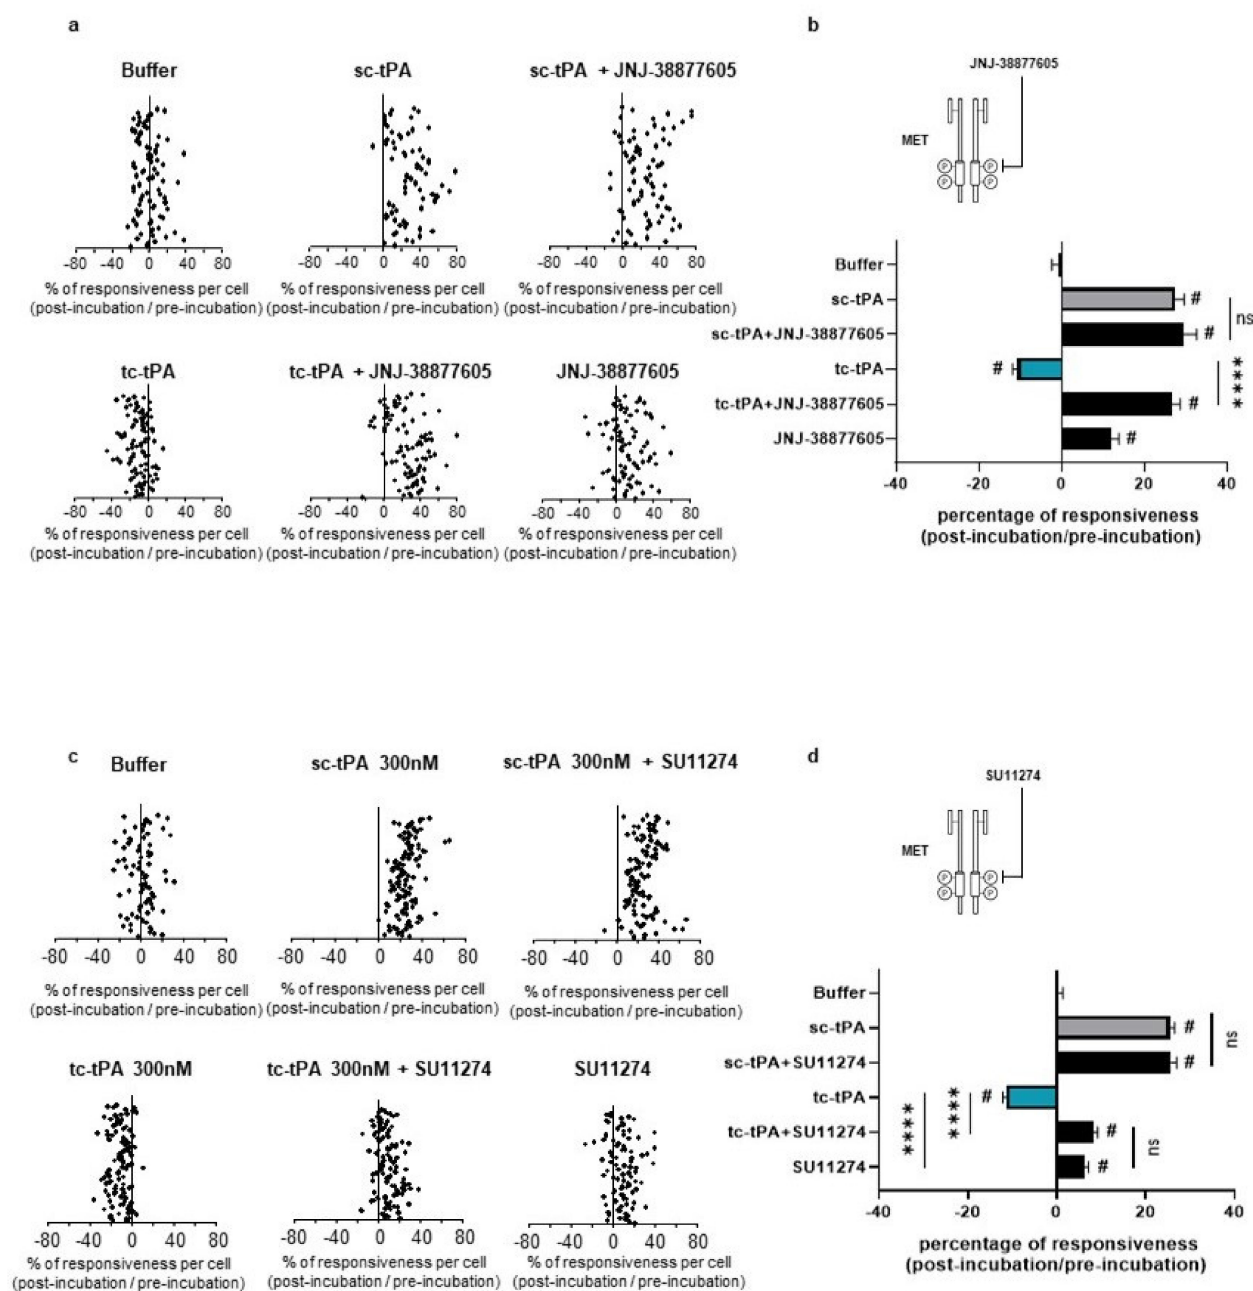 a
Buffer
sc-tPA
sc-tPA + JNJ-38877605
-80 -40 0 40 80
-80 -40 0 40 80
-80 -40 0 40 80
% of responsiveness per cell
(post-incubation / pre-incubation)
% of responsiveness per cell
(post-incubation / pre-incubation)
% of responsiveness per cell
(post-incubation / pre-incubation)
tc-tPA
tc-tPA + JNJ-38877605
JNJ-38877605
-80 -40 0 40 80
-80 -40 0 40 80
-80 -40 0 40 80
% of responsiveness per cell
(post-incubation / pre-incubation)
% of responsiveness per cell
(post-incubation / pre-incubation)
% of responsiveness per cell
(post-incubation / pre-incubation)
b
JNJ-38877605
MET
P P
P P
Buffer
sc-tPA #
sc-tPA+JNJ-38877605 #
ns
tc-tPA #
tc-tPA+JNJ-38877605 #
****
JNJ-38877605 #
-40 -20 0 20 40
percentage of responsiveness
(post-incubation/pre-incubation)
c
Buffer
sc-tPA 300nM
sc-tPA 300nM + SU11274
-80 -40 0 40 80
-80 -40 0 40 80
-80 -40 0 40 80
% of responsiveness per cell
(post-incubation / pre-incubation)
% of responsiveness per cell
(post-incubation / pre-incubation)
% of responsiveness per cell
(post-incubation / pre-incubation)
tc-tPA 300nM
tc-tPA 300nM + SU11274
SU11274
-80 -40 0 40 80
-80 -40 0 40 80
-80 -40 0 40 80
% of responsiveness per cell
(post-incubation / pre-incubation)
% of responsiveness per cell
(post-incubation / pre-incubation)
% of responsiveness per cell
(post-incubation / pre-incubation)
d
SU11274
MET
P P
P P
Buffer
sc-tPA #
sc-tPA+SU11274 #
ns
tc-tPA #
tc-tPA+SU11274 #
SU11274 #
****
****
ns
-40 -20 0 20 40
percentage of responsiveness
(post-incubation/pre-incubation)